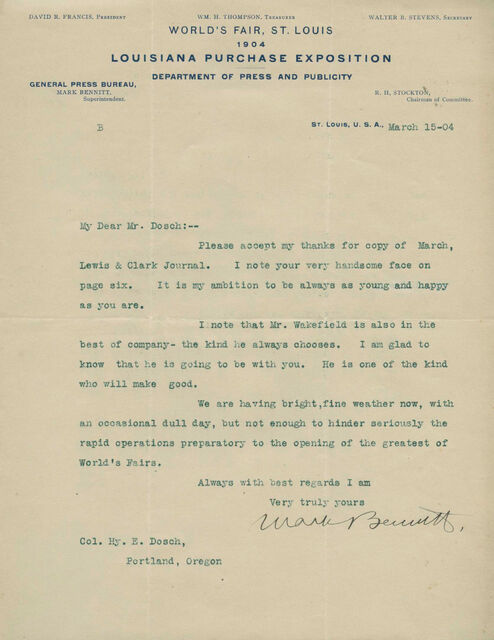 DAVID R. FRANCIS, PRESIDENT WM. H. THOMPSON, TREASURER WALTER B. STEVENS, SECRETARY
WORLD'S FAIR, ST. LOUIS
1904
LOUISIANA PURCHASE EXPOSITION
DEPARTMENT OF PRESS AND PUBLICITY
GENERAL PRESS BUREAU,
MARK BENNITT,
Superintendent.
R. H. STOCKTON,
Chairman of Committee.
B
ST. LOUIS, U. S. A., March 15-04
My Dear Mr. Dosch:--
Please accept my thanks for copy of March,
Lewis & Clark Journal. I note your very handsome face on
page six. It is my ambition to be always as young and happy
as you are.
I note that Mr. Wakefield is also in the
best of company- the kind he always chooses. I am glad to
know that he is going to be with you. He is one of the kind
who will make good.
We are having bright,fine weather now, with
an occasional dull day, but not enough to hinder seriously the
rapid operations preparatory to the opening of the greatest of
World's Fairs.
Always with best regards I am
Very truly yours
Mark Bennitt,
Col. Hy. E. Dosch,
Portland, Oregon